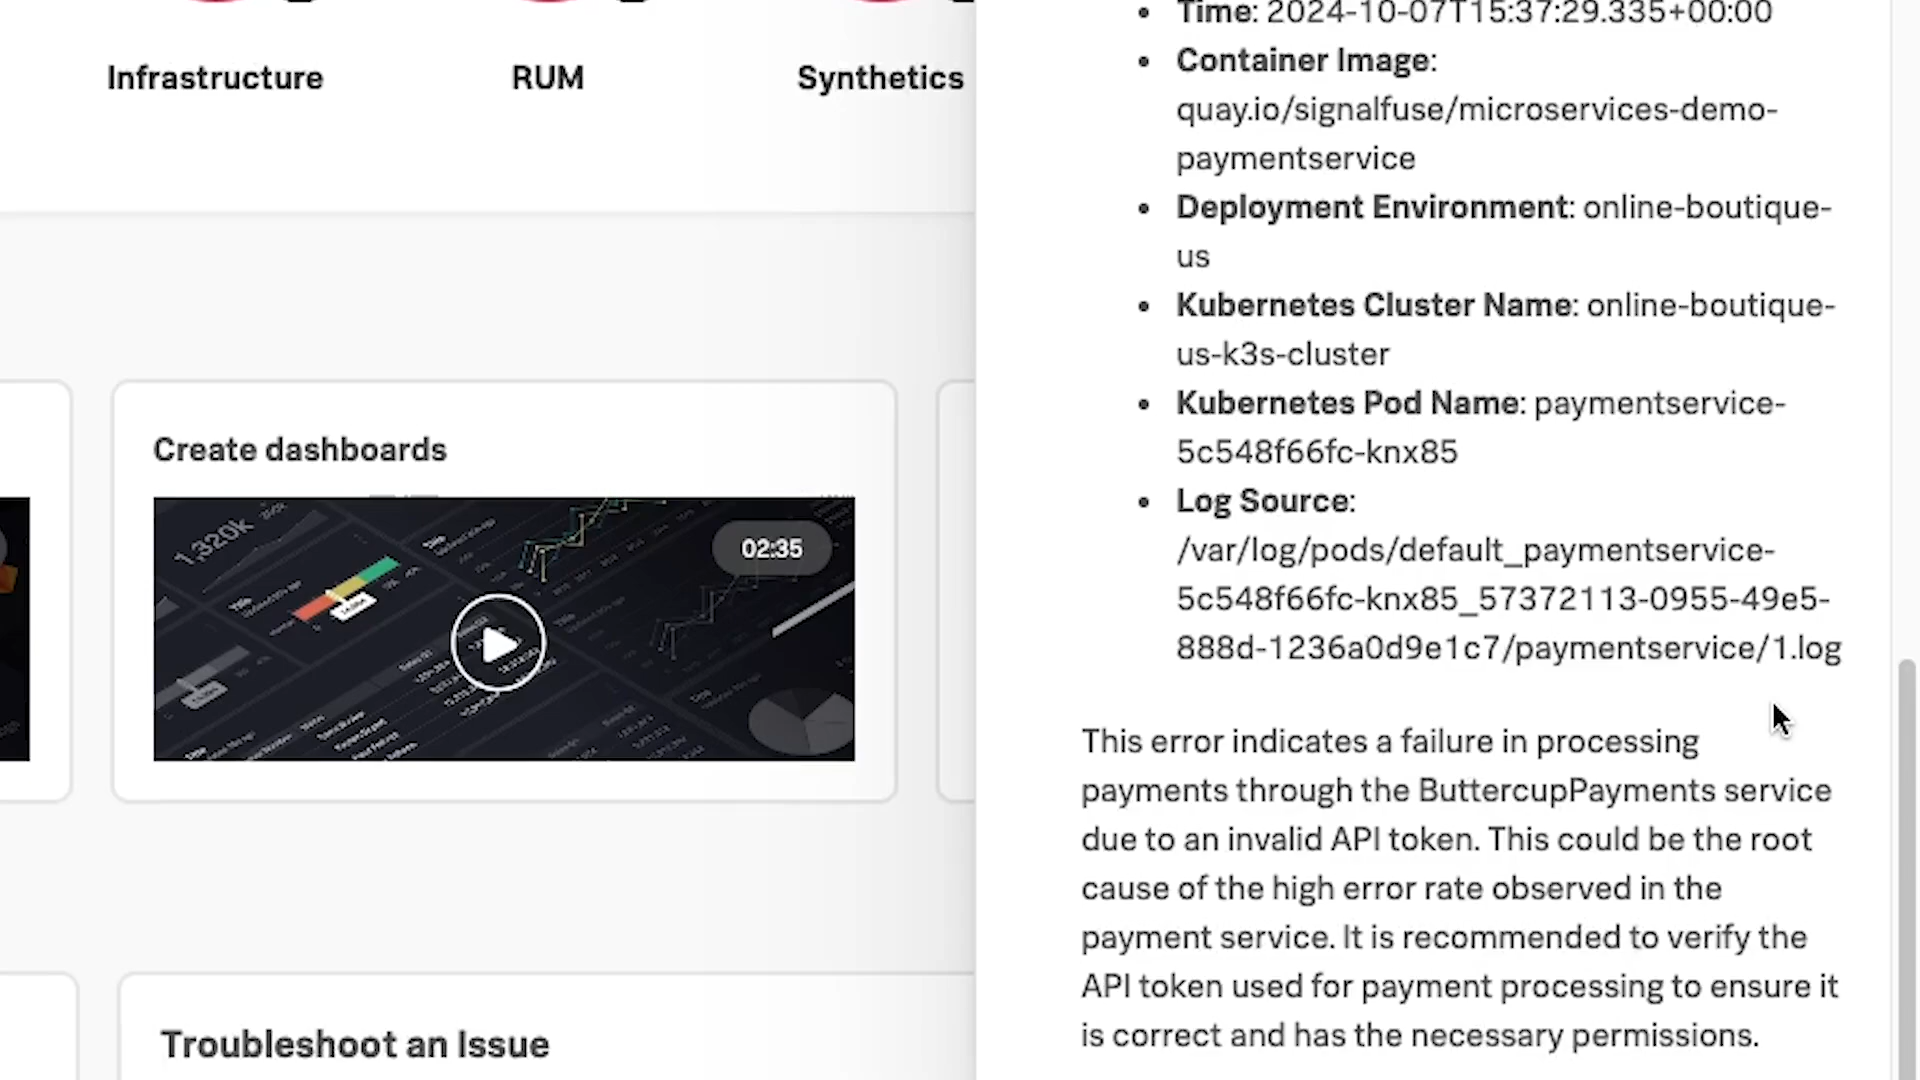 Infrastructure
RUM
Synthetics
Create dashboards
1,320k
02:35
Troubleshoot an Issue
Time: 2024-10-07T15:37:29.335+00:00
Container Image:
quay.io/signalfuse/microservices-demo-
paymentservice
Deployment Environment: online-boutique-
us
Kubernetes Cluster Name: online-boutique-
us-k3s-cluster
Kubernetes Pod Name: paymentservice-
5c548f66fc-knx85
Log Source:
/var/log/pods/default_paymentservice-
5c548f66fc-knx85_57372113-0955-49e5-
888d-1236a0d9e1c7/paymentservice/1.log
This error indicates a failure in processing
payments through the ButtercupPayments service
due to an invalid API token. This could be the root
cause of the high error rate observed in the
payment service. It is recommended to verify the
API token used for payment processing to ensure it
is correct and has the necessary permissions.